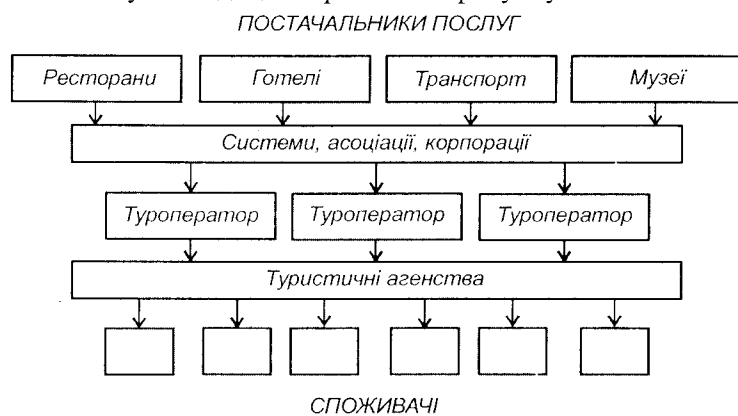 ПОСТАЧАЛЬНИКИ ПОСЛУГ
Ресторани Готелі Транспорт Музеї
Системи, асоціації, корпорації
Туроператор Туроператор Туроператор
Туристичні агенства
СПОЖИВАЧІ